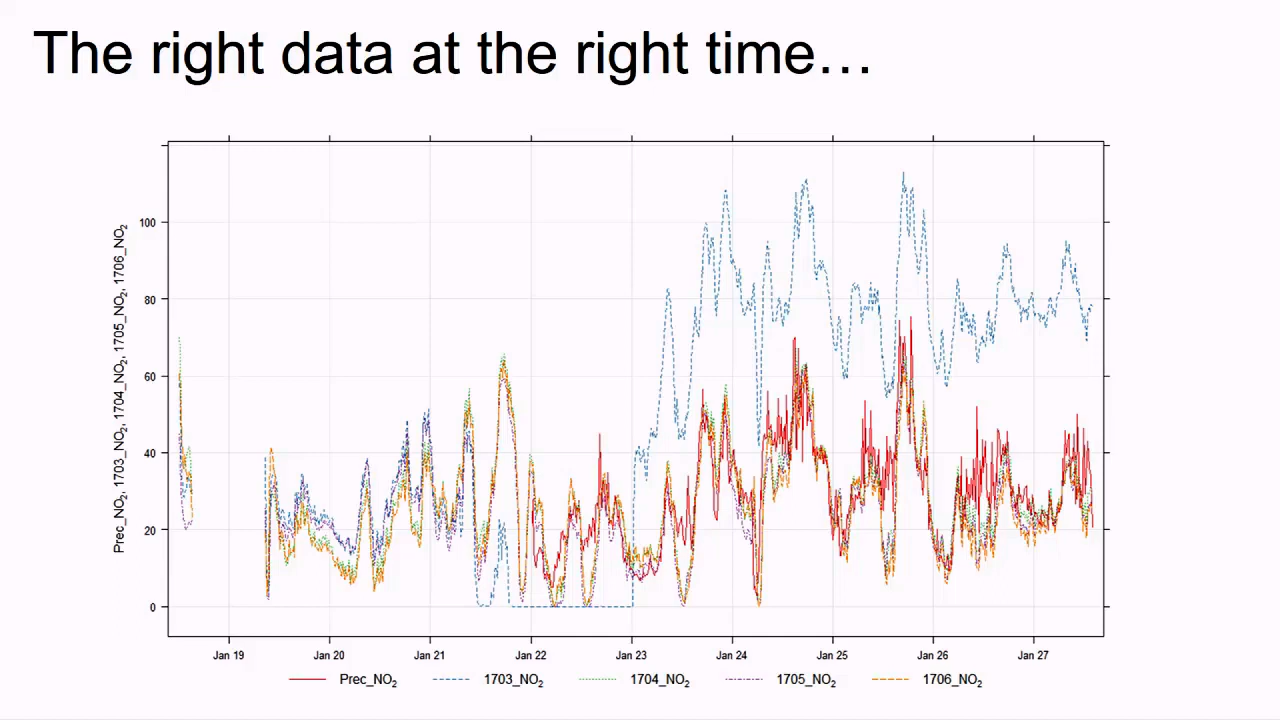 The right data at the right time…
Prec_NO2, 1703_NO2, 1704_NO2, 1705_NO2, 1706_NO2
100
80
60
40
20
0
Jan 19 Jan 20 Jan 21 Jan 22 Jan 23 Jan 24 Jan 25 Jan 26 Jan 27
Prec_NO2 1703_NO2 1704_NO2 1705_NO2 1706_NO2